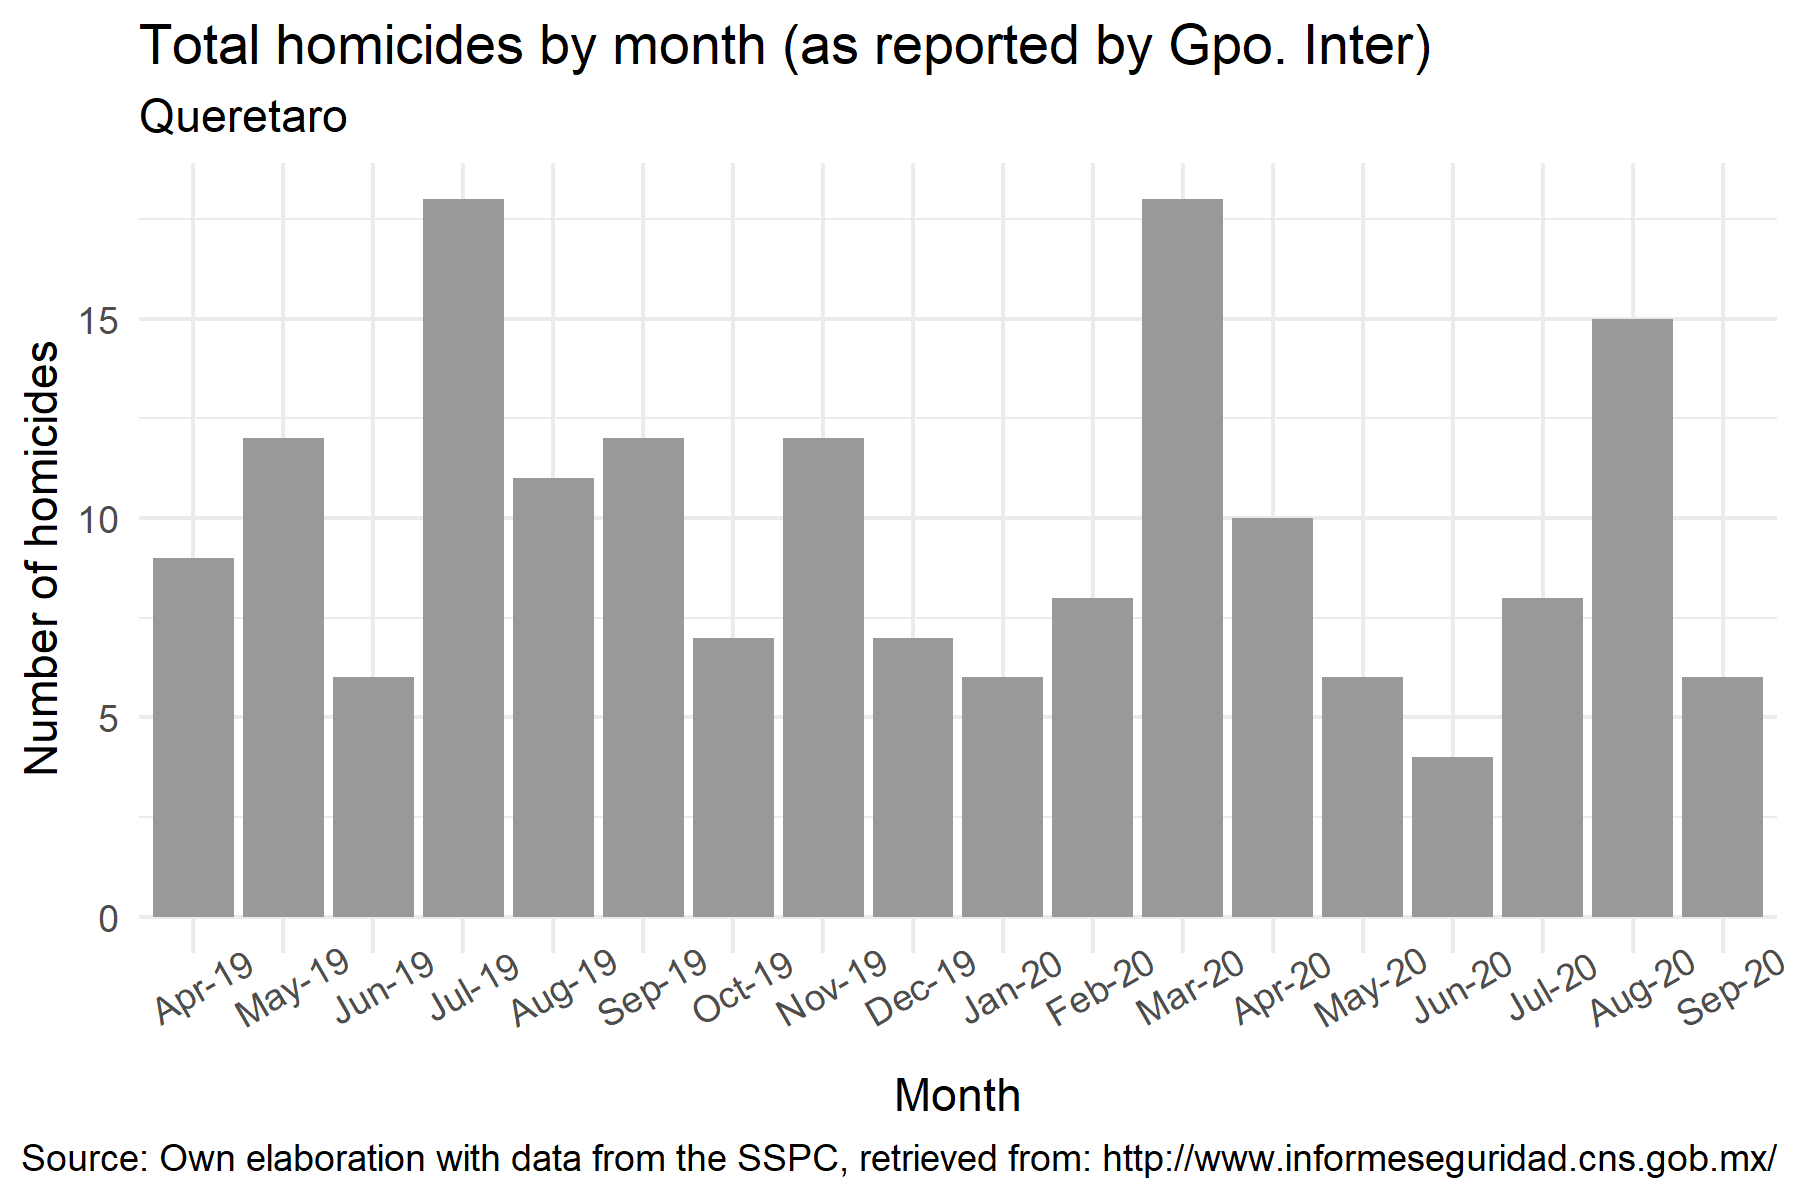 Total homicides by month (as reported by Gpo. Inter)
Queretaro
Number of homicides
15
10
5
0
Apr-19
May-19
Jun-19
Jul-19
Aug-19
Sep-19
Oct-19
Nov-19
Dec-19
Jan-20
Feb-20
Mar-20
Apr-20
May-20
Jun-20
Jul-20
Aug-20
Sep-20
Month
Source: Own elaboration with data from the SSPC, retrieved from: http://www.informeseguridad.cns.gob.mx/